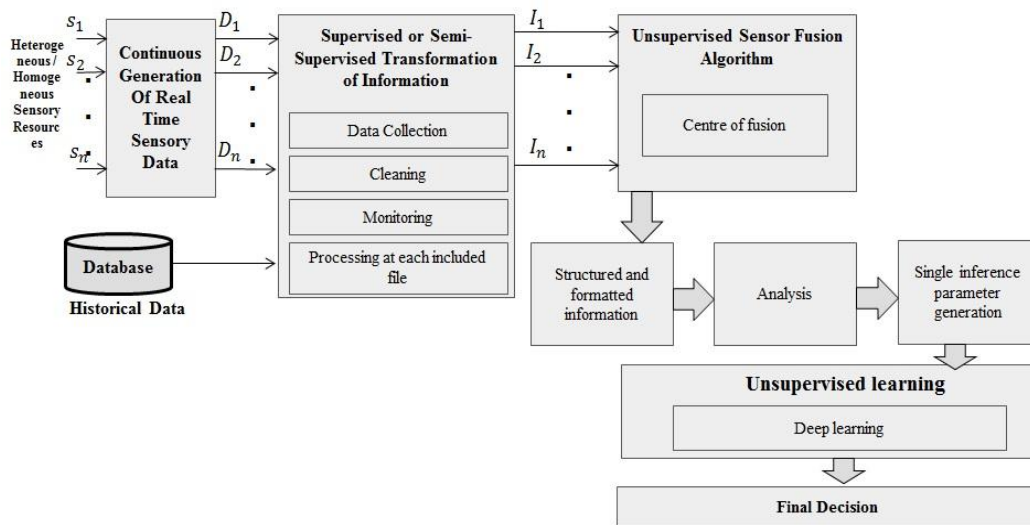 Heteroge
neous /
Homoge
neous
Sensory
Resourc
es
s1
s2
sn
Continuous
Generation
Of Real
Time
Sensory
Data
D1
D2
Dn
Supervised or Semi-
Supervised Transformation
of Information
Data Collection
Cleaning
Monitoring
Processing at each included
file
I1
I2
In
Unsupervised Sensor Fusion
Algorithm
Centre of fusion
Database
Historical Data
Structured and
formatted
information
Analysis
Single inference
parameter
generation
Unsupervised learning
Deep learning
Final Decision